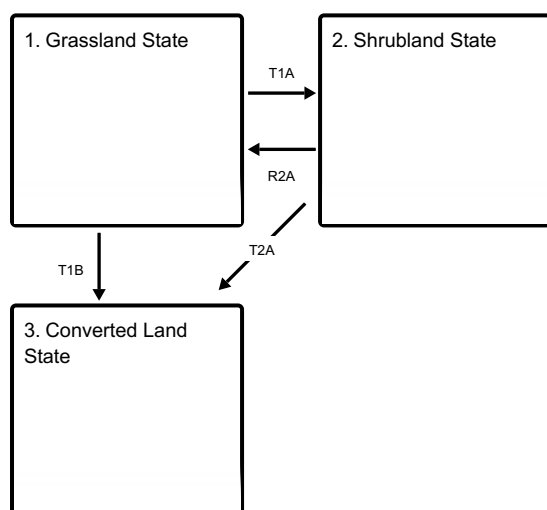 1. Grassland State
2. Shrubland State
T1A
R2A
T2A
T1B
3. Converted Land
State